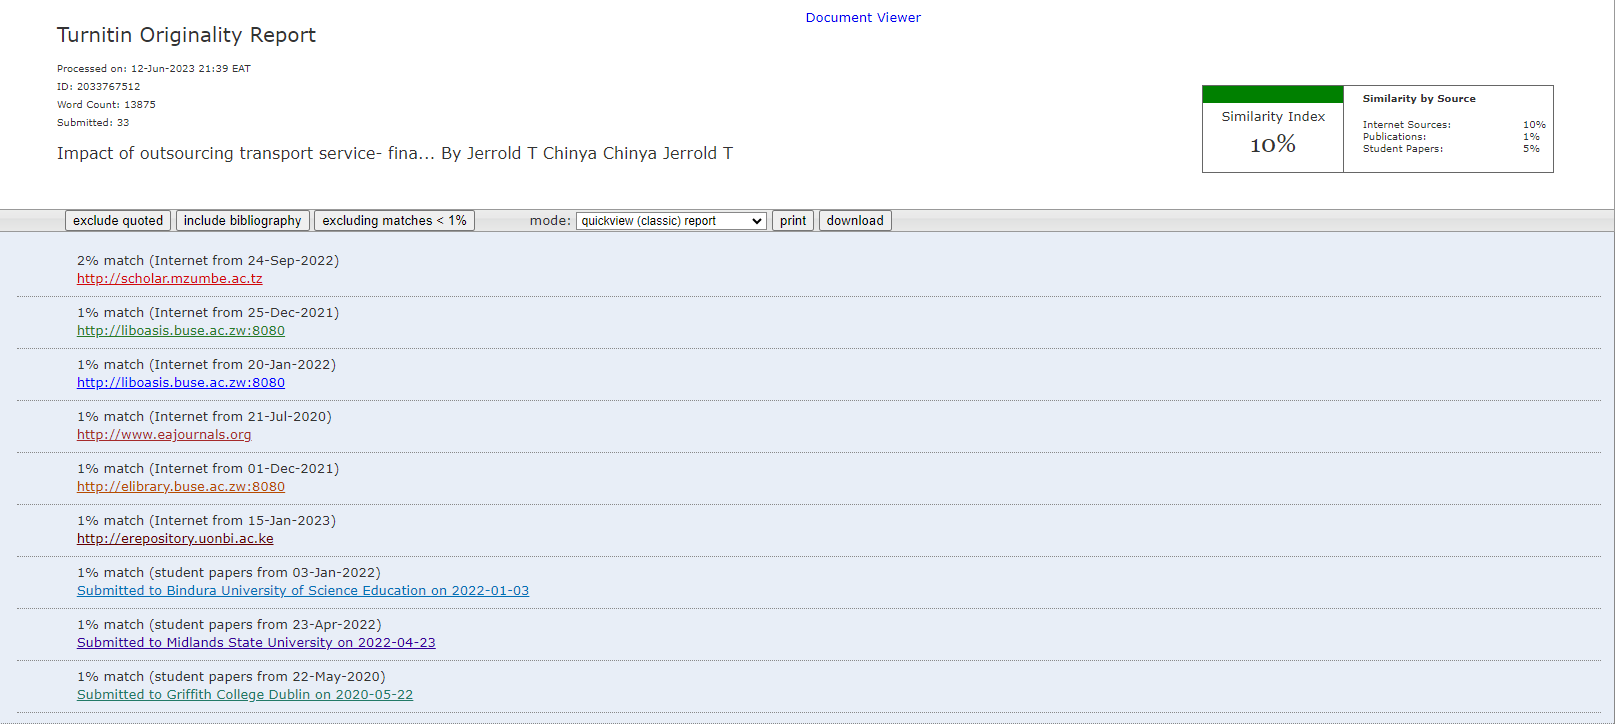 Document Viewer
Turnitin Originality Report
Processed on: 12-Jun-2023 21:39 EAT
ID: 2033767512
Word Count: 13875
Submitted: 33
Impact of outsourcing transport service- fina... By Jerrold T Chinya Chinya Jerrold T
Similarity Index
10%
Similarity by Source
Internet Sources: 10%
Publications: 1%
Student Papers: 5%
exclude quoted include bibliography excluding matches < 1% mode: quickview (classic) report print download
2% match (Internet from 24-Sep-2022)
http://scholar.mzumbe.ac.tz
1% match (Internet from 25-Dec-2021)
http://liboasis.buse.ac.zw:8080
1% match (Internet from 20-Jan-2022)
http://liboasis.buse.ac.zw:8080
1% match (Internet from 21-Jul-2020)
http://www.eajournals.org
1% match (Internet from 01-Dec-2021)
http://elibrary.buse.ac.zw:8080
1% match (Internet from 15-Jan-2023)
http://erepository.uonbi.ac.ke
1% match (student papers from 03-Jan-2022)
Submitted to Bindura University of Science Education on 2022-01-03
1% match (student papers from 23-Apr-2022)
Submitted to Midlands State University on 2022-04-23
1% match (student papers from 22-May-2020)
Submitted to Griffith College Dublin on 2020-05-22